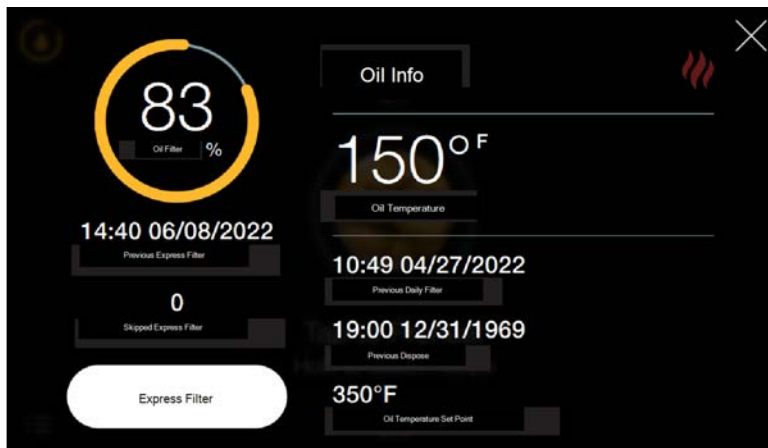 83
Oil Filter %
14:40 06/08/2022
Previous Express Filter
0
Skipped Express Filter
Express Filter
Oil Info
150° F
Oil Temperature
10:49 04/27/2022
Previous Daily Filter
19:00 12/31/1969
Previous Dispose
350°F
Oil Temperature Set Point